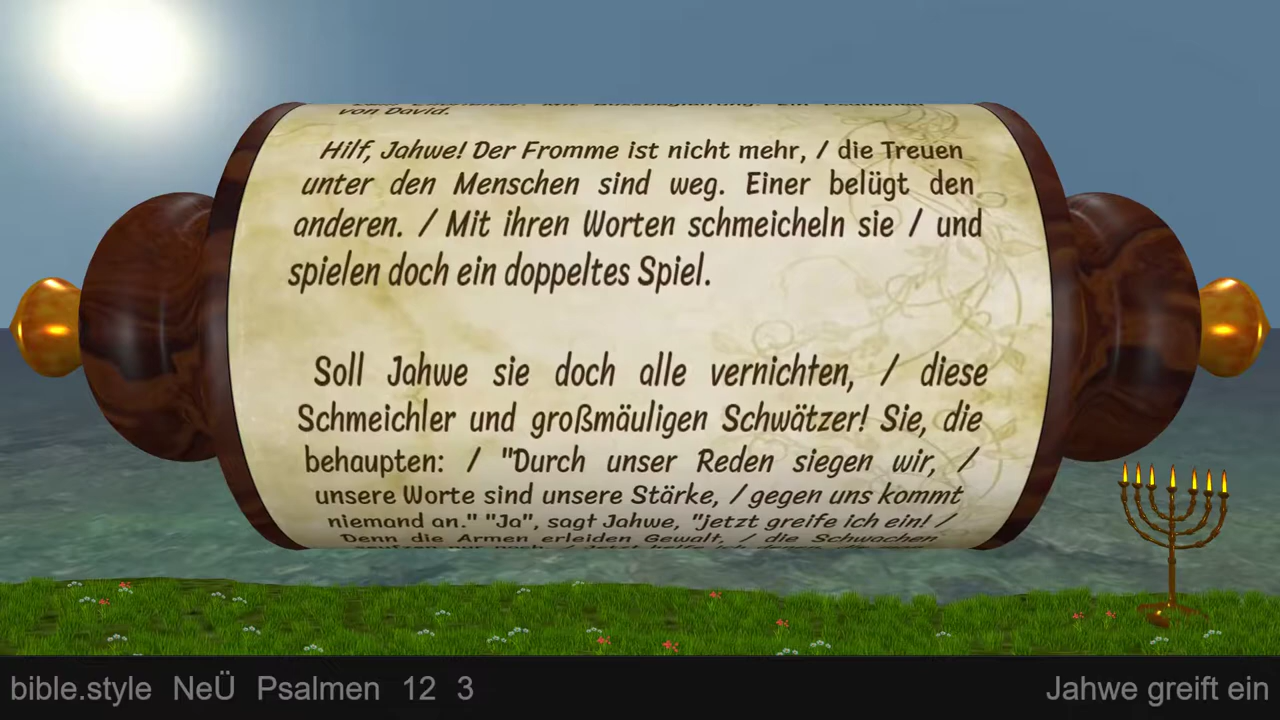 von David.
Hilf, Jahwe! Der Fromme ist nicht mehr, / die Treuen
unter den Menschen sind weg. Einer belügt den
anderen. / Mit ihren Worten schmeicheln sie / und
spielen doch ein doppeltes Spiel.
Soll Jahwe sie doch alle vernichten, / diese
Schmeichler und großmäuligen Schwätzer! Sie, die
behaupten: / "Durch unser Reden siegen wir, /
unsere Worte sind unsere Stärke, / gegen uns kommt
niemand an." "Ja", sagt Jahwe, "jetzt greife ich ein! /
Denn die Armen erleiden Gewalt, / die Schwachen
bible.style NeÜ Psalmen 12 3
Jahwe greift ein